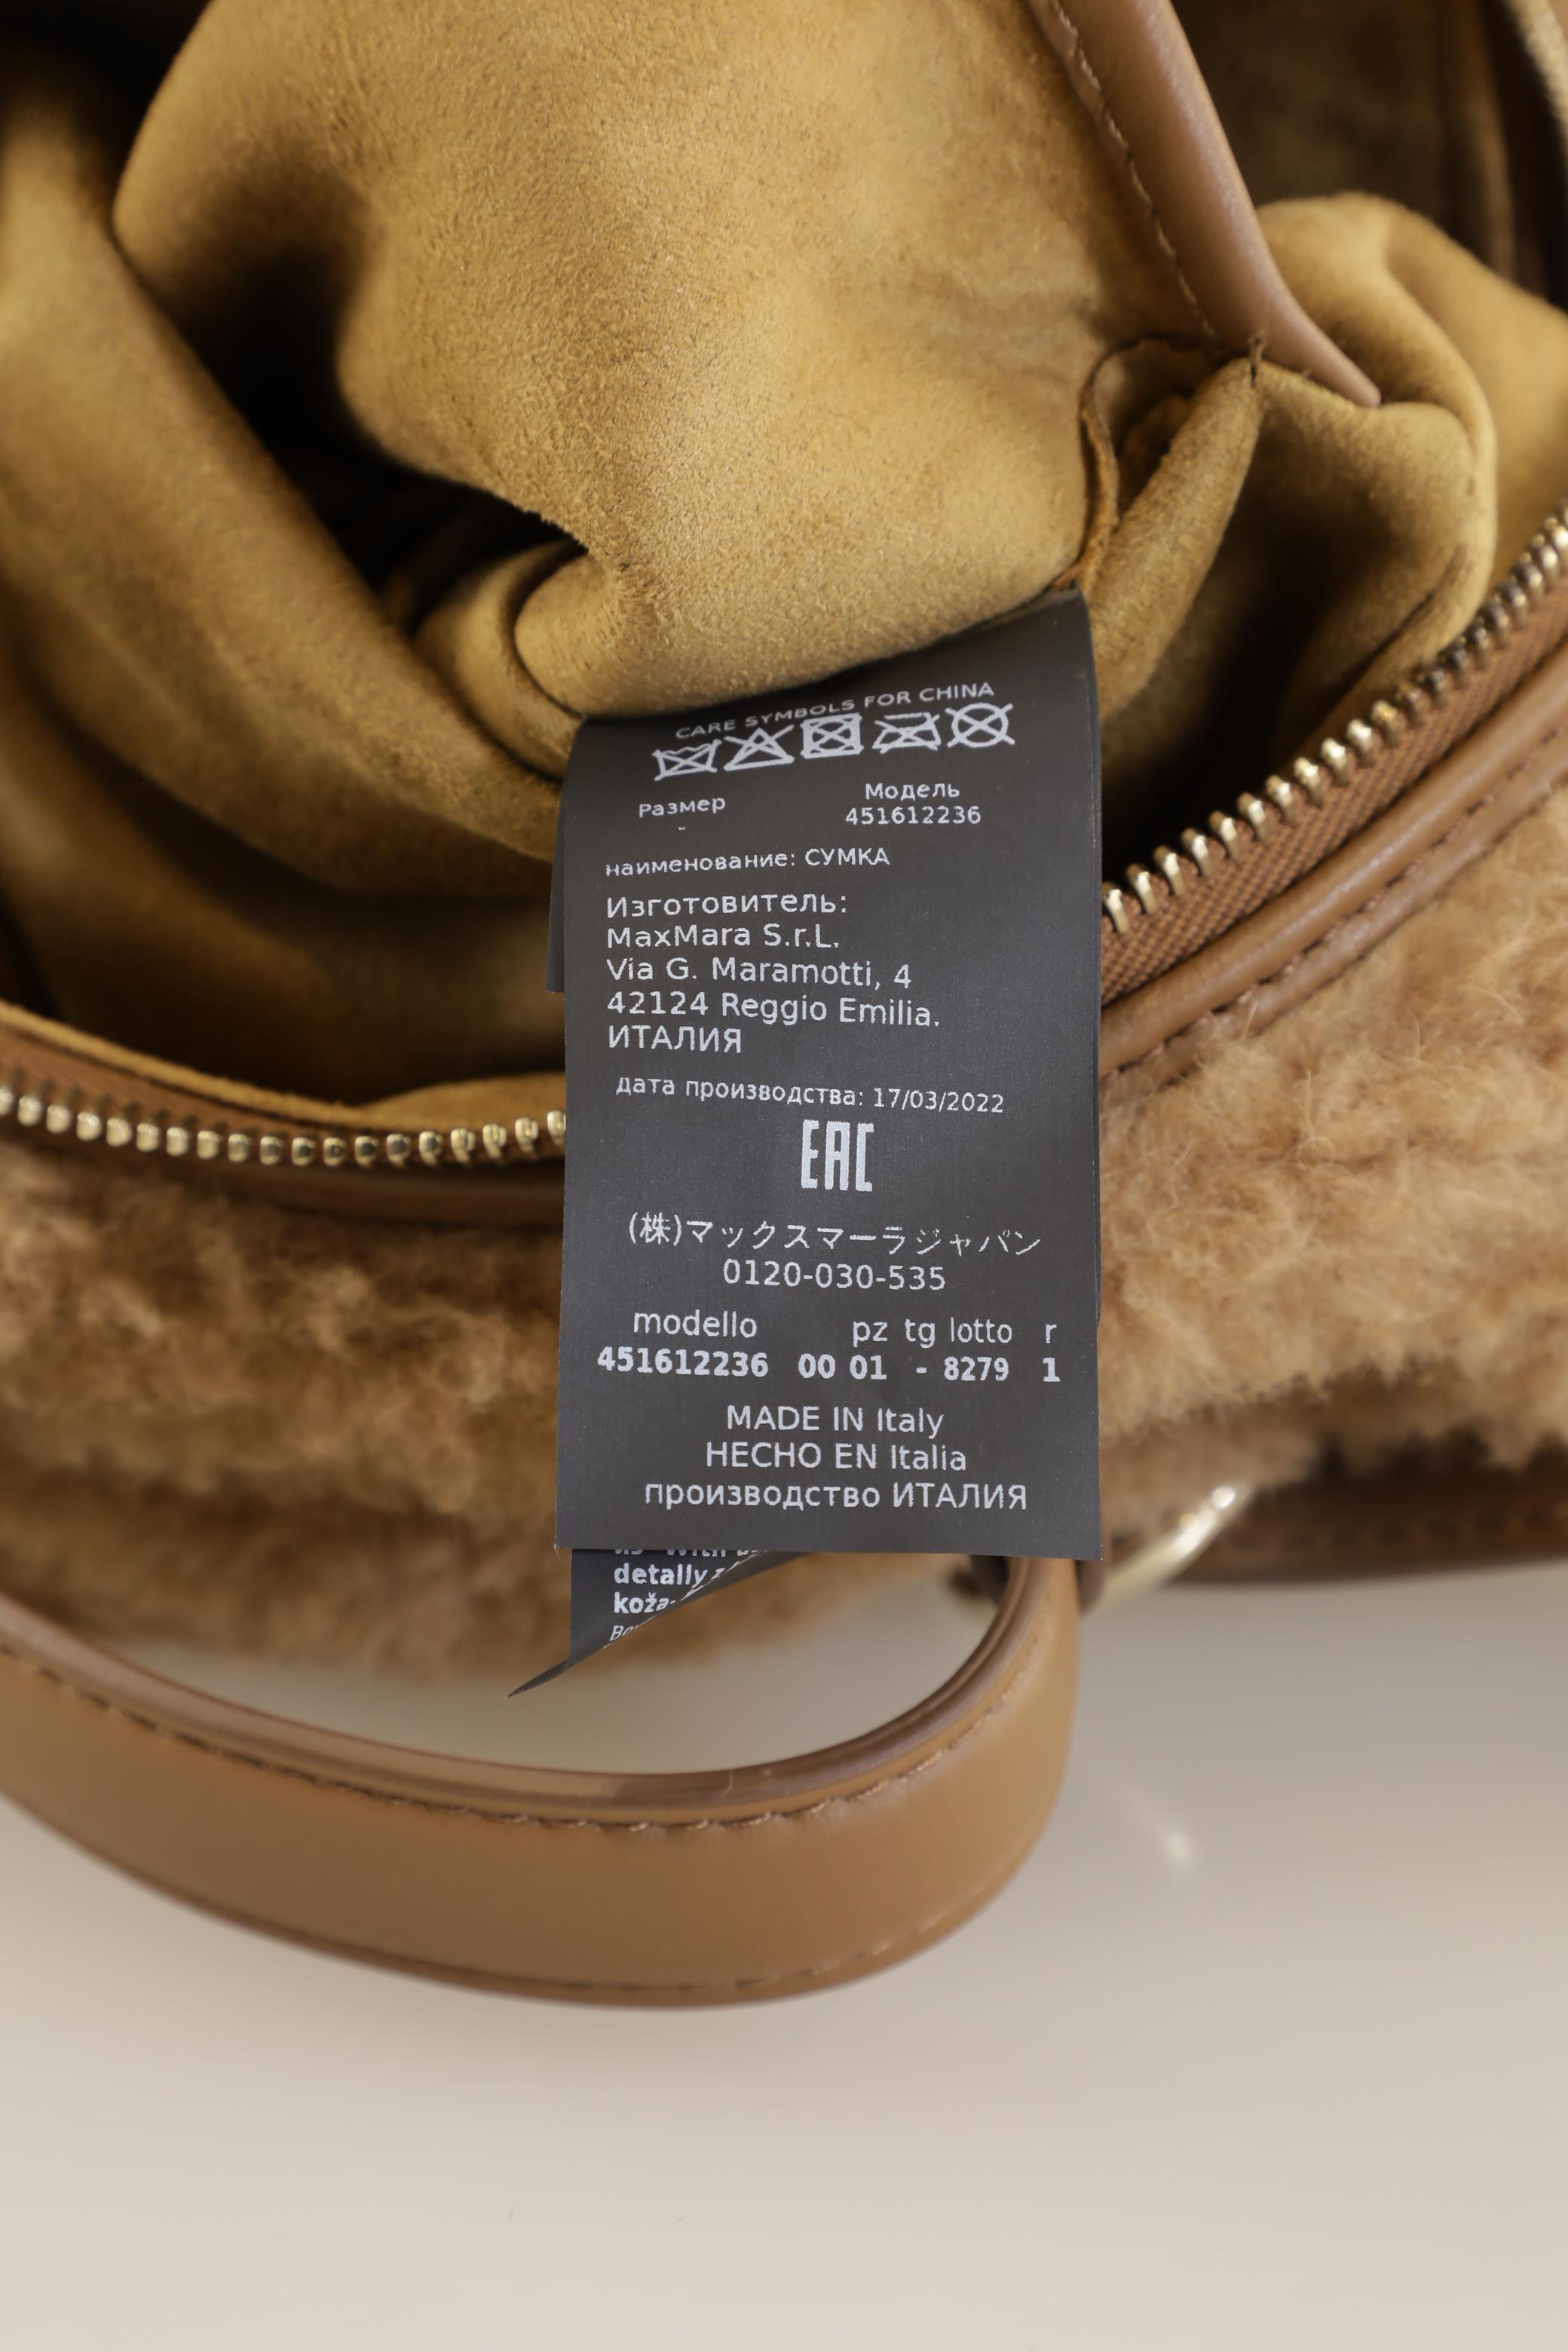 CARE SYMBOLS FOR CHINA
Размер Модель
- 451612236
наименование: СУМКА
Изготовитель:
MaxMara S.r.L.
Via G. Maramotti, 4
42124 Reggio Emilia.
ИТАЛИЯ
дата производства: 17/03/2022
EAC
(株)マックスマーラジャパン
0120-030-535
modello pz tg lotto r
451612236 00 01 - 8279 1
MADE IN Italy
HECHO EN Italia
производство ИТАЛИЯ
detally
koža